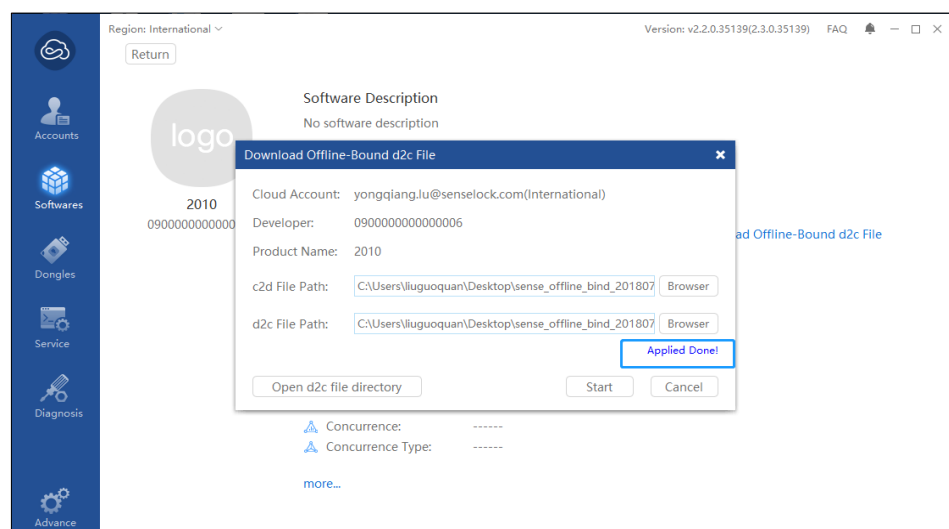 Region: International
Version: v2.2.0.35139(2.3.0.35139) FAQ
Return
Software Description
No software description
logo
Accounts
Softwares
2010
0900000000000
Dongles
Service
Diagnosis
Advance
Download Offline-Bound d2c File
Cloud Account: yongqiang.lu@senselock.com(International)
Developer: 0900000000000006
Product Name: 2010
c2d File Path: C:\Users\liuguoquan\Desktop\sense_offline_bind_201807 Browser
d2c File Path: C:\Users\liuguoquan\Desktop\sense_offline_bind_201807 Browser
Applied Done!
Open d2c file directory Start Cancel
ad Offline-Bound d2c File
Concurrence: ------
Concurrence Type: ------
more...